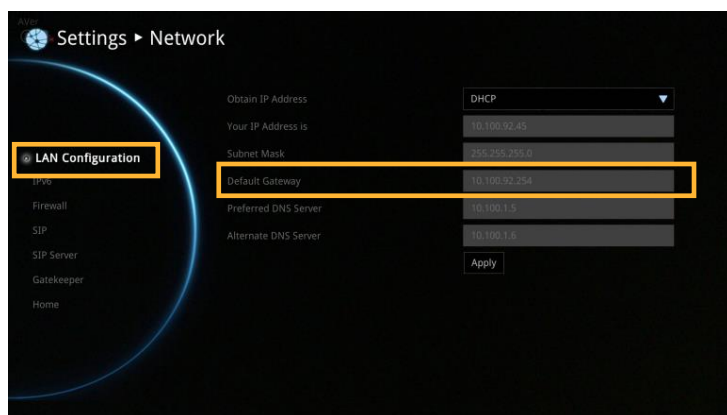 AVer
Settings ► Network
Obtain IP Address DHCP ▼
Your IP Address is 10.100.92.45
LAN Configuration Subnet Mask 255.255.255.0
IPv6 Default Gateway 10.100.92.254
Firewall Preferred DNS Server 10.100.1.5
SIP Alternate DNS Server 10.100.1.6
SIP Server Apply
Gatekeeper
Home